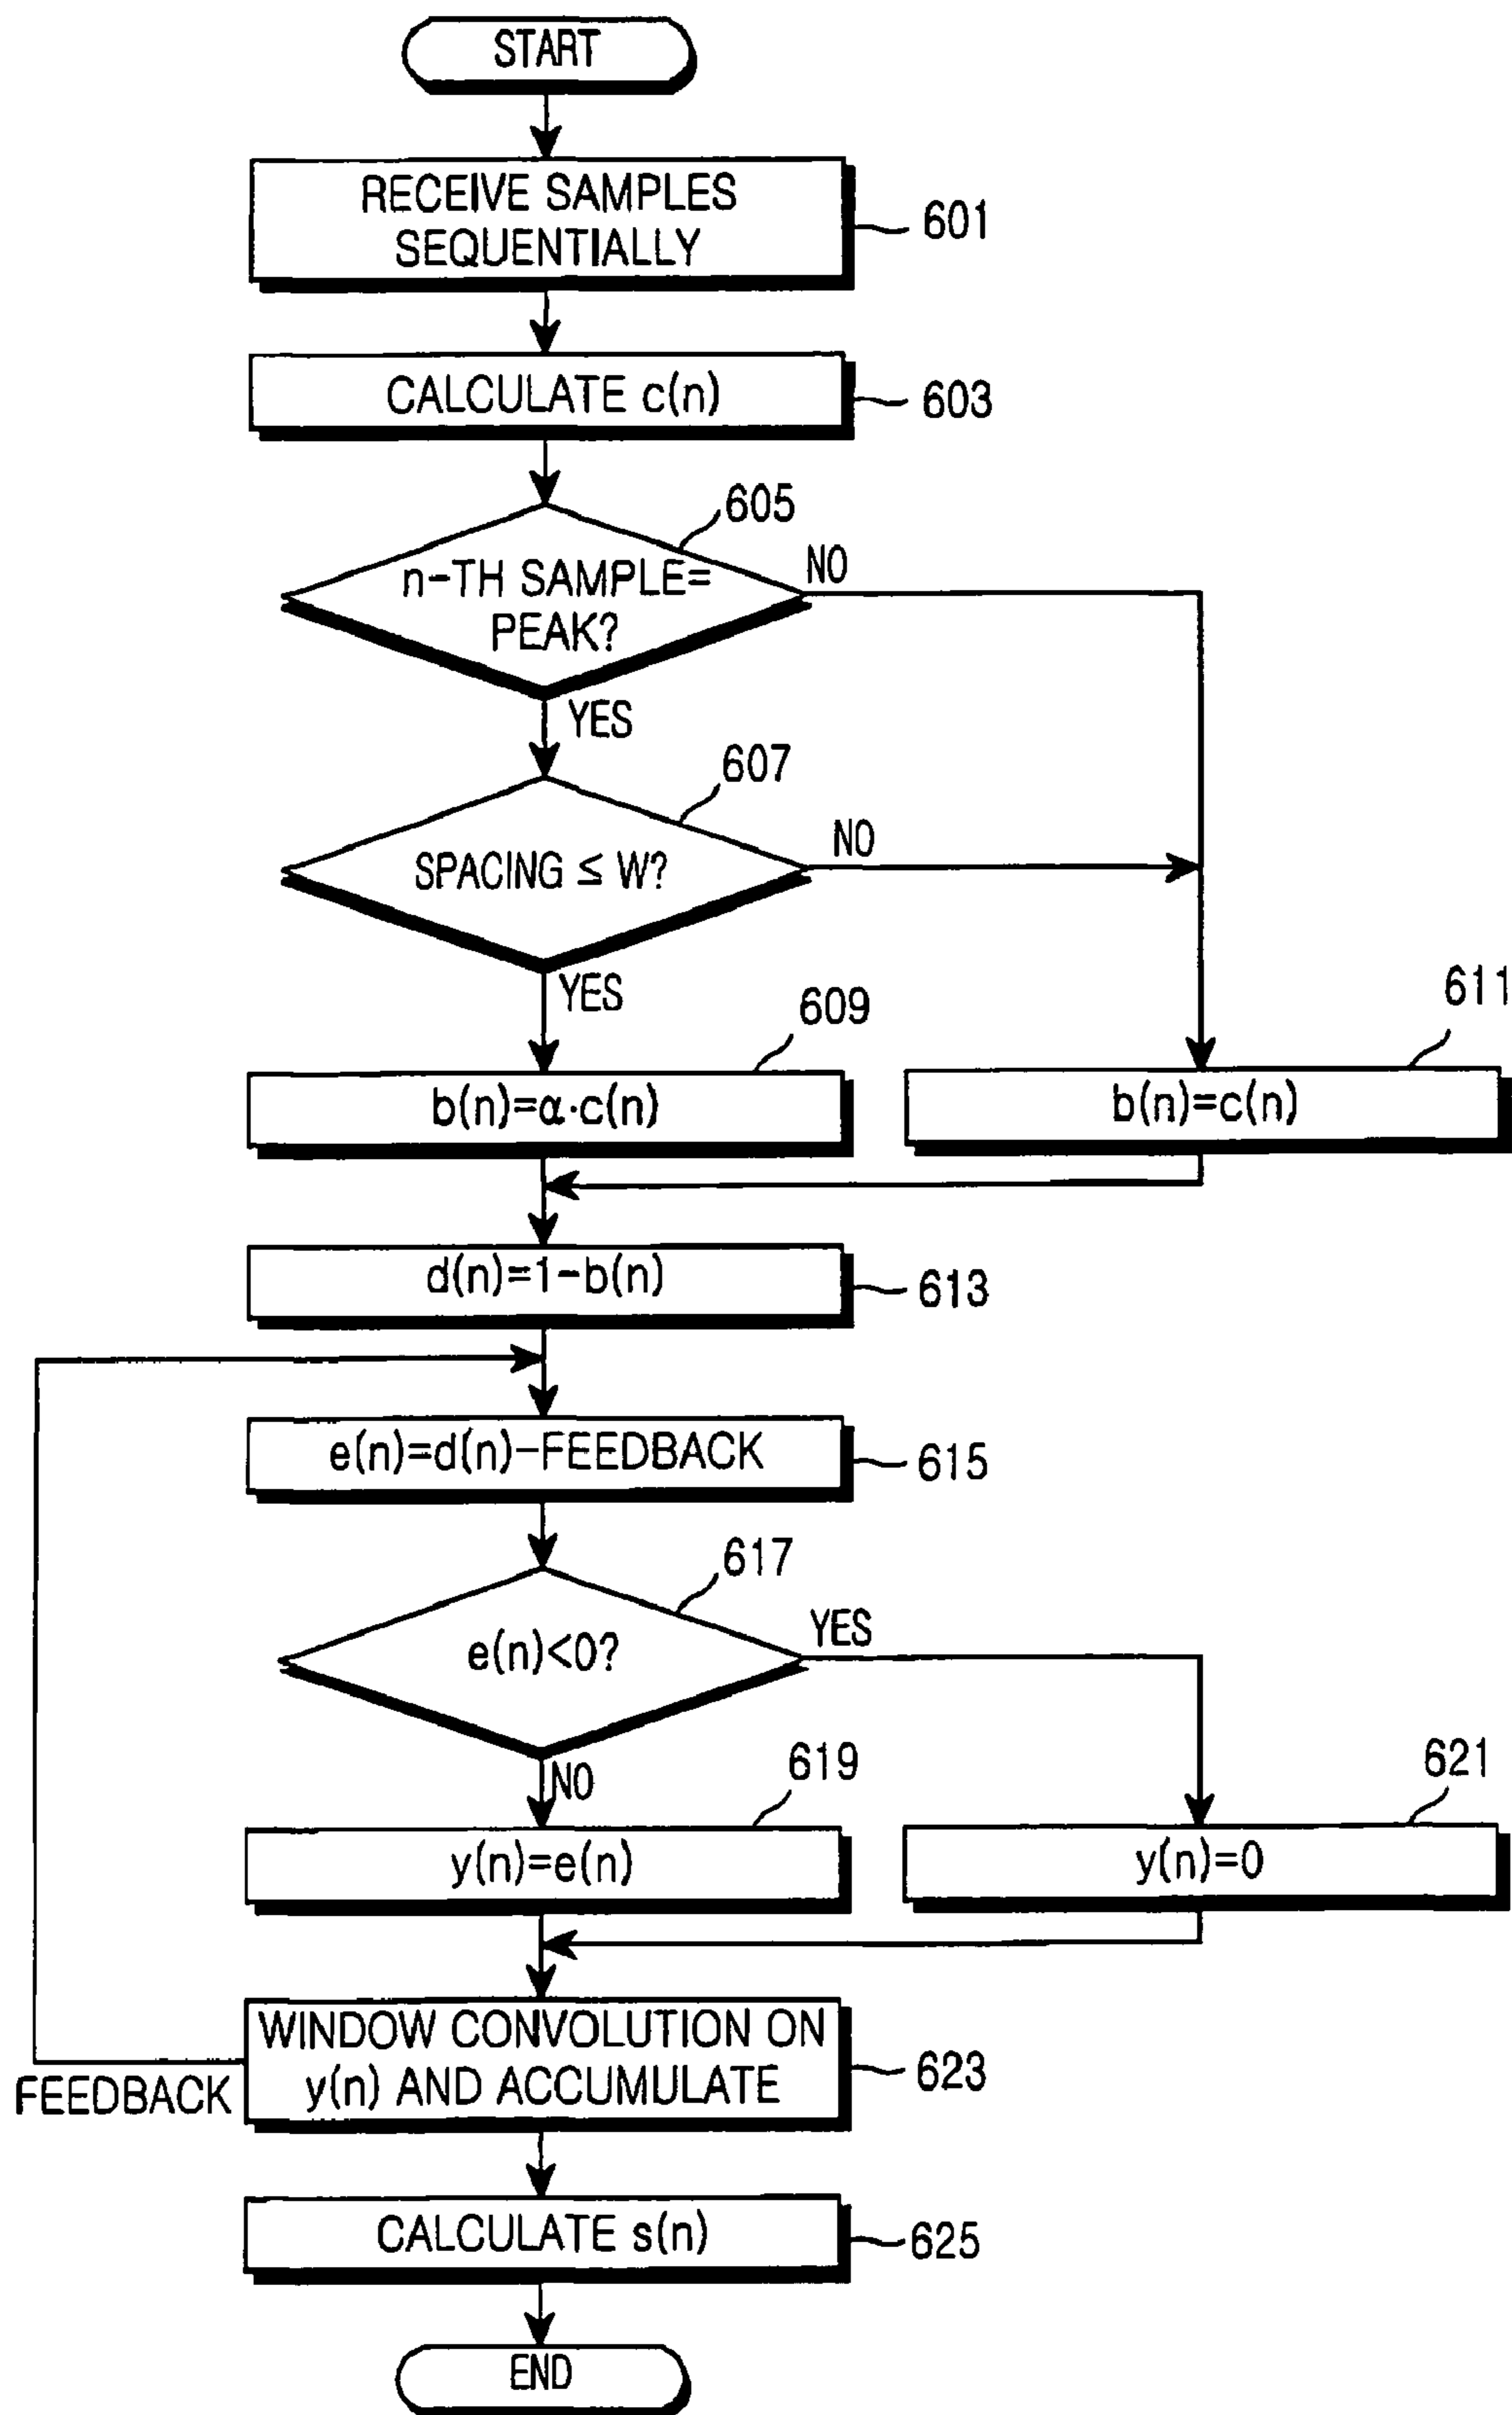 START
RECEIVE SAMPLES
SEQUENTIALLY
601
CALCULATE c(n)
603
605
n-TH SAMPLE=
PEAK?
NO
YES
607
SPACING ≤ W?
NO
YES
609
611
b(n)=α·c(n)
b(n)=c(n)
d(n)=1-b(n)
613
e(n)=d(n)-FEEDBACK
615
617
e(n)<0?
YES
NO
619
621
y(n)=e(n)
y(n)=0
WINDOW CONVOLUTION ON
y(n) AND ACCUMULATE
623
FEEDBACK
CALCULATE s(n)
625
END